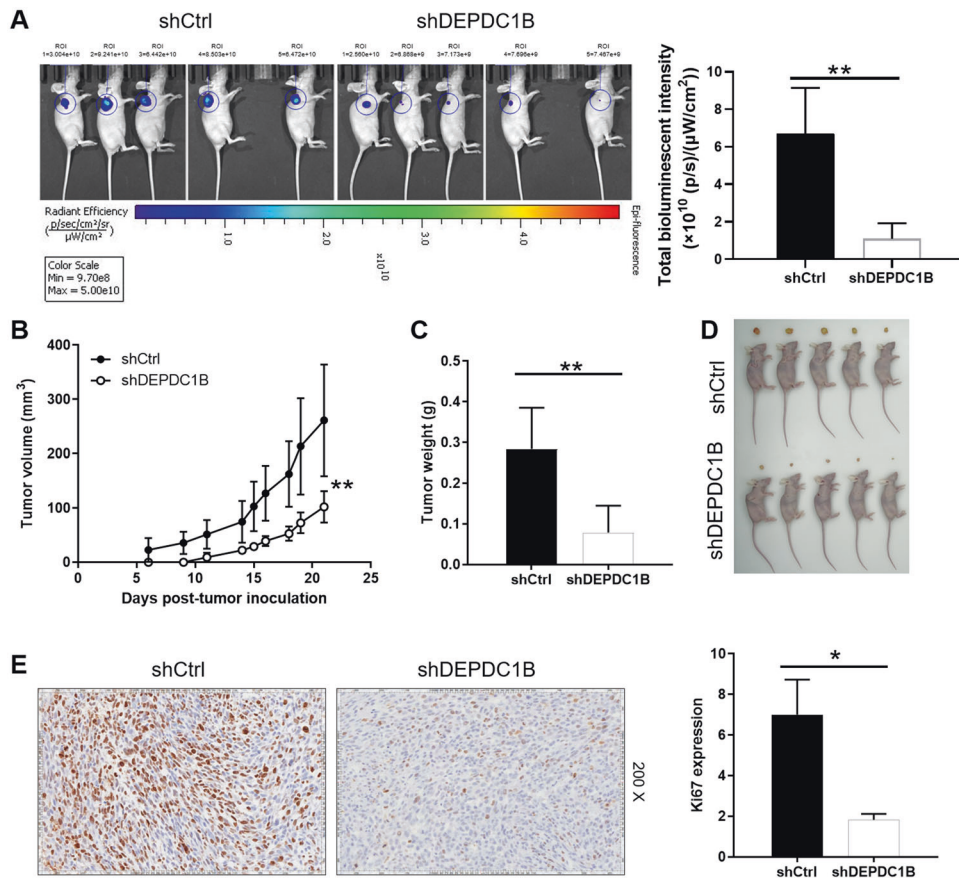 A
shCtrl
shDEPDC1B
ROI ROI ROI ROI ROI ROI ROI ROI ROI ROI
1=3.004e+10 2=9.241e+10 3=6.442e+10 4=8.503e+10 5=6.472e+10 1=2.560e+10 2=6.868e+9 3=7.173e+9 4=7.696e+9 5=7.467e+9
Radiant Efficiency
(p/sec/cm²/sr / µW/cm²)
1.0 2.0 3.0 4.0
×10¹⁰
Epi-fluorescence
Color Scale
Min = 9.70e8
Max = 5.00e10
Total bioluminescent intensity
(×10¹⁰ (p/s)/(μW/cm²)
10
8
6
4
2
0
**
shCtrl shDEPDC1B
B
Tumor volume (mm³)
400
300
200
100
0
shCtrl
shDEPDC1B
**
0 5 10 15 20 25
Days post-tumor inoculation
C
Tumor weight (g)
0.5
0.4
0.3
0.2
0.1
0.0
**
shCtrl shDEPDC1B
D
shCtrl
shDEPDC1B
E
shCtrl
shDEPDC1B
200 X
Ki67 expression
10
8
6
4
2
0
*
shCtrl shDEPDC1B